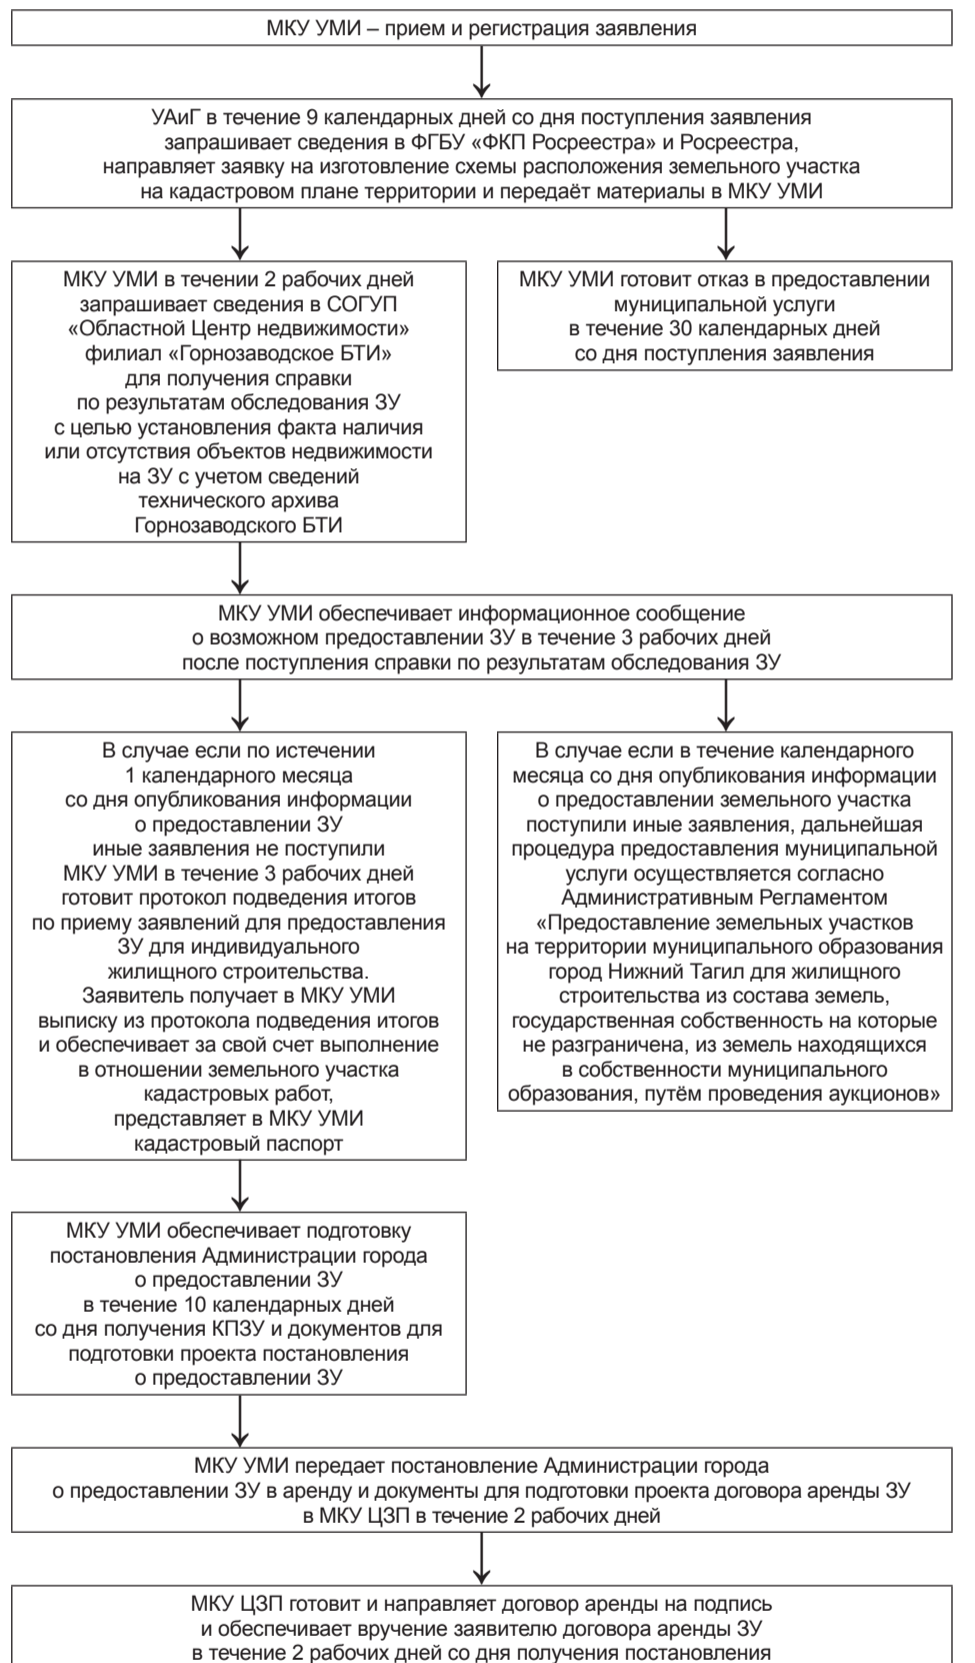 МКУ УМИ – прием и регистрация заявления
УАиГ в течение 9 календарных дней со дня поступления заявления
запрашивает сведения в ФГБУ «ФКП Росреестра» и Росреестра,
направляет заявку на изготовление схемы расположения земельного участка
на кадастровом плане территории и передаёт материалы в МКУ УМИ
МКУ УМИ в течении 2 рабочих дней
запрашивает сведения в СОГУП
«Областной Центр недвижимости»
филиал «Горнозаводское БТИ»
для получения справки
по результатам обследования ЗУ
с целью установления факта наличия
или отсутствия объектов недвижимости
на ЗУ с учетом сведений
технического архива
Горнозаводского БТИ
МКУ УМИ готовит отказ в предоставлении
муниципальной услуги
в течение 30 календарных дней
со дня поступления заявления
МКУ УМИ обеспечивает информационное сообщение
о возможном предоставлении ЗУ в течение 3 рабочих дней
после поступления справки по результатам обследования ЗУ
В случае если по истечении
1 календарного месяца
со дня опубликования информации
о предоставлении ЗУ
иные заявления не поступили
МКУ УМИ в течение 3 рабочих дней
готовит протокол подведения итогов
по приему заявлений для предоставления
ЗУ для индивидуального
жилищного строительства.
Заявитель получает в МКУ УМИ
выписку из протокола подведения итогов
и обеспечивает за свой счет выполнение
в отношении земельного участка
кадастровых работ,
представляет в МКУ УМИ
кадастровый паспорт
В случае если в течение календарного
месяца со дня опубликования информации
о предоставлении земельного участка
поступили иные заявления, дальнейшая
процедура предоставления муниципальной
услуги осуществляется согласно
Административным Регламентом
«Предоставление земельных участков
на территории муниципального образования
город Нижний Тагил для жилищного
строительства из состава земель,
государственная собственность на которые
не разграничена, из земель находящихся
в собственности муниципального
образования, путём проведения аукционов»
МКУ УМИ обеспечивает подготовку
постановления Администрации города
о предоставлении ЗУ
в течение 10 календарных дней
со дня получения КПЗУ и документов для
подготовки проекта постановления
о предоставлении ЗУ
МКУ УМИ передает постановление Администрации города
о предоставлении ЗУ в аренду и документы для подготовки проекта договора аренды ЗУ
в МКУ ЦЗП в течение 2 рабочих дней
МКУ ЦЗП готовит и направляет договор аренды на подпись
и обеспечивает вручение заявителю договора аренды ЗУ
в течение 2 рабочих дней со дня получения постановления